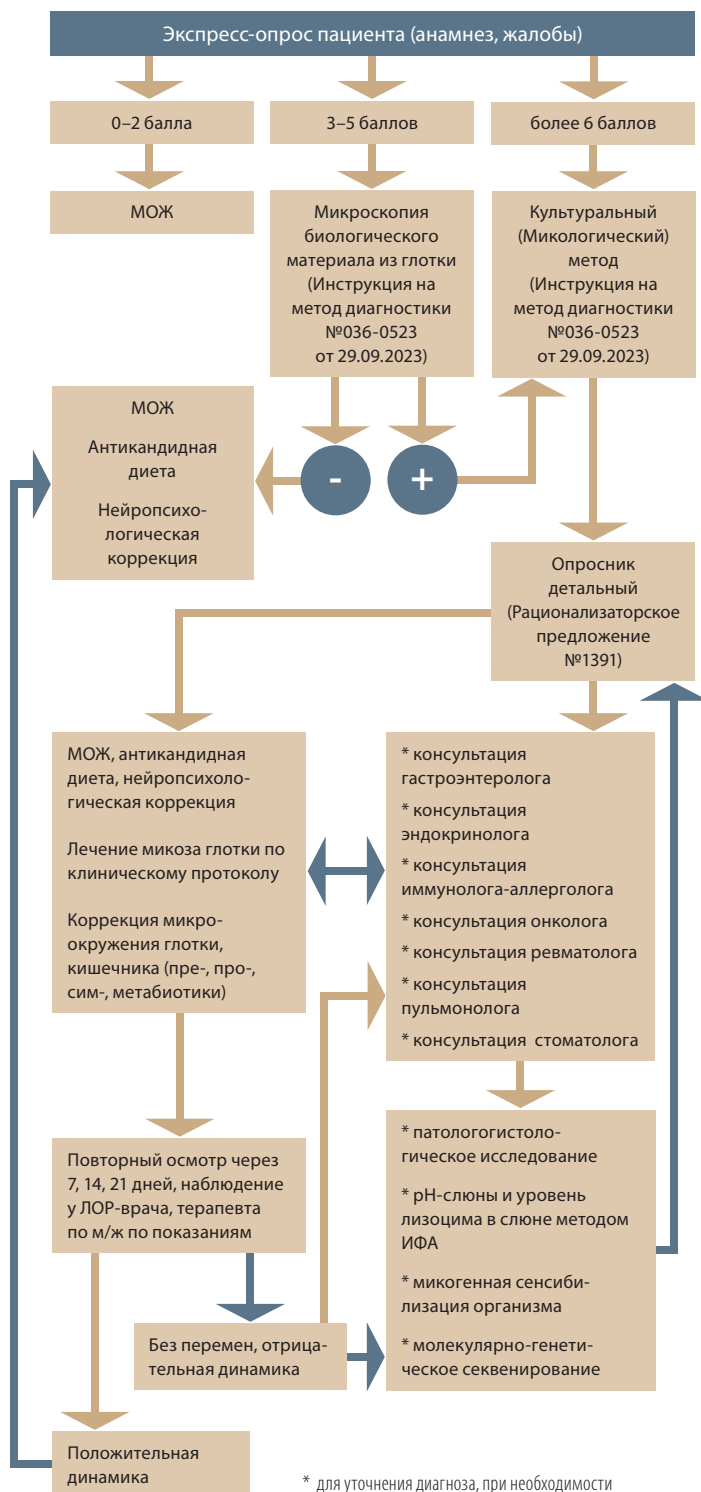 Экспресс-опрос пациента (анамнез, жалобы)
0–2 балла
3–5 баллов
более 6 баллов
МОЖ
Микроскопия
биологического
материала из глотки
(Инструкция на
метод диагностики
№036-0523
от 29.09.2023)
Культуральный
(Микологический)
метод
(Инструкция на
метод диагностики
№036-0523
от 29.09.2023)
МОЖ
Антикандидная
диета
Нейропсихо-
логическая
коррекция
-
+
Опросник
детальный
(Рационализаторское
предложение
№1391)
МОЖ, антикандидная
диета, нейропсихоло-
гическая коррекция
Лечение микоза глотки по
клиническому протоколу
Коррекция микро-
окружения глотки,
кишечника (пре-, про-,
сим-, метабиотики)
* консультация
гастроэнтеролога
* консультация
эндокринолога
* консультация
иммунолога-аллерголога
* консультация онколога
* консультация ревматолога
* консультация
пульмонолога
* консультация стоматолога
Повторный осмотр через
7, 14, 21 дней, наблюдение
у ЛОР-врача, терапевта
по м/ж по показаниям
* патологогистоло-
гическое исследование
* pH-слюны и уровень
лизоцима в слюне методом
ИФА
* микогенная сенсиби-
лизация организма
* молекулярно-генети-
ческое секвенирование
Без перемен, отрица-
тельная динамика
Положительная
динамика
* для уточнения диагноза, при необходимости